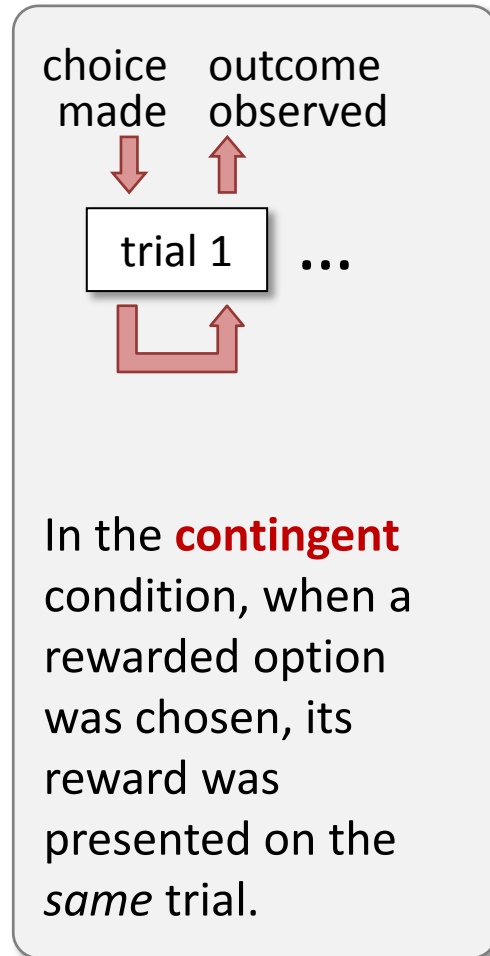 choice outcome
made observed
trial 1 ...
In the contingent
condition, when a
rewarded option
was chosen, its
reward was
presented on the
same trial.